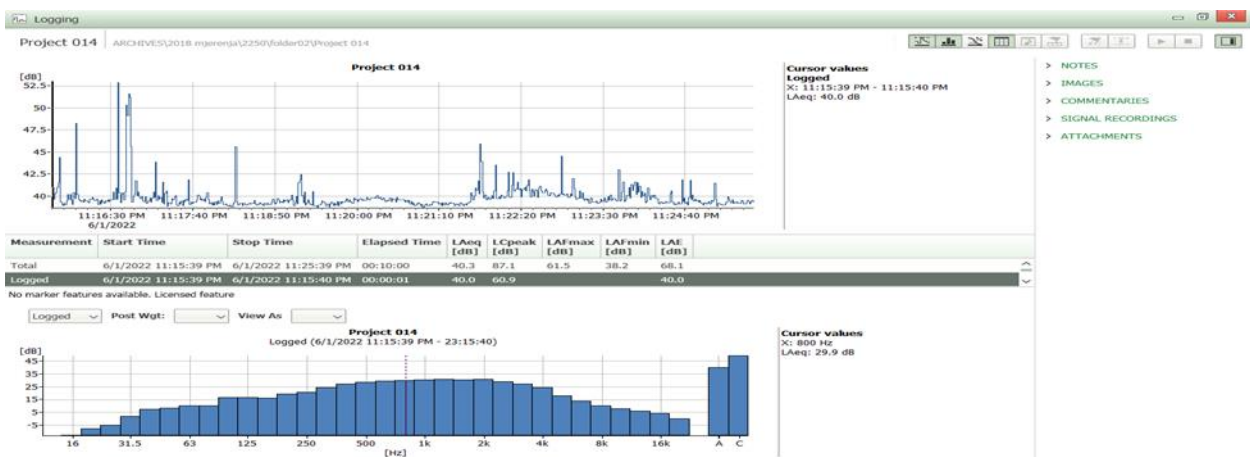 Logging
Project 014 ARCHIVES\2018 mjerenja\2250\folder02\Project 014
Project 014
[dB]
52.5
50
47.5
45
42.5
40
11:16:30 PM 11:17:40 PM 11:18:50 PM 11:20:00 PM 11:21:10 PM 11:22:20 PM 11:23:30 PM 11:24:40 PM
6/1/2022
Cursor values
Logged
X: 11:15:39 PM - 11:15:40 PM
LAeq: 40.0 dB
> NOTES
> IMAGES
> COMMENTARIES
> SIGNAL RECORDINGS
> ATTACHMENTS
Measurement Start Time Stop Time Elapsed Time LAeq LCpeak LAFmax LAFmin LAE
[dB] [dB] [dB] [dB] [dB]
Total 6/1/2022 11:15:39 PM 6/1/2022 11:25:39 PM 00:10:00 40.3 87.1 61.5 38.2 68.1
Logged 6/1/2022 11:15:39 PM 6/1/2022 11:15:40 PM 00:00:01 40.0 60.9 40.0
No marker features available. Licensed feature
Logged Post Wgt: View As
Project 014
Logged (6/1/2022 11:15:39 PM - 23:15:40)
[dB]
45
35
25
15
5
-5
16 31.5 63 125 250 500 1k 2k 4k 8k 16k A C
[Hz]
Cursor values
X: 800 Hz
LAeq: 29.9 dB